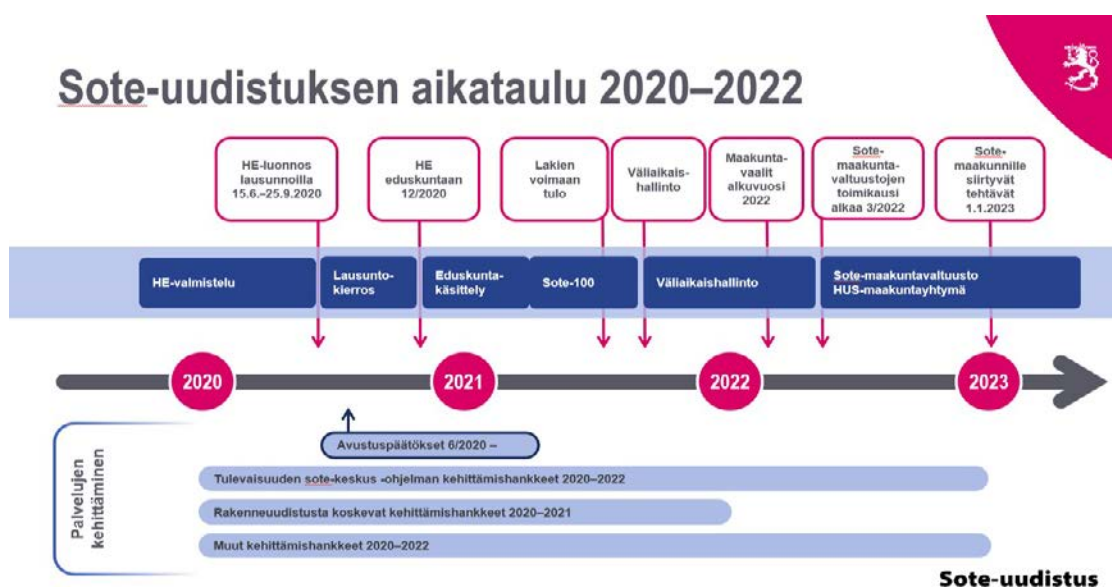 Sote-uudistuksen aikataulu 2020–2022
HE-luonnos
lausunnoilla
15.6.–25.9.2020
HE
eduskuntaan
12/2020
Lakien
voimaan
tulo
Väliaikais-
hallinto
Maakunta-
vaalit
alkuvuosi
2022
Sote-
maakunta-
valtuustojen
toimikausi
alkaa 3/2022
Sote-
maakunnille
siirtyvät
tehtävät
1.1.2023
HE-valmistelu
Lausunto-
kierros
Eduskunta-
käsittely
Sote-100
Väliaikaishallinto
Sote-maakuntavaltuusto
HUS-maakuntayhtymä
2020
2021
2022
2023
Palvelujen
kehittäminen
Avustuspäätökset 6/2020 –
Tulevaisuuden sote-keskus -ohjelman kehittämishankkeet 2020–2022
Rakenneuudistusta koskevat kehittämishankkeet 2020–2021
Muut kehittämishankkeet 2020–2022
Sote-uudistus